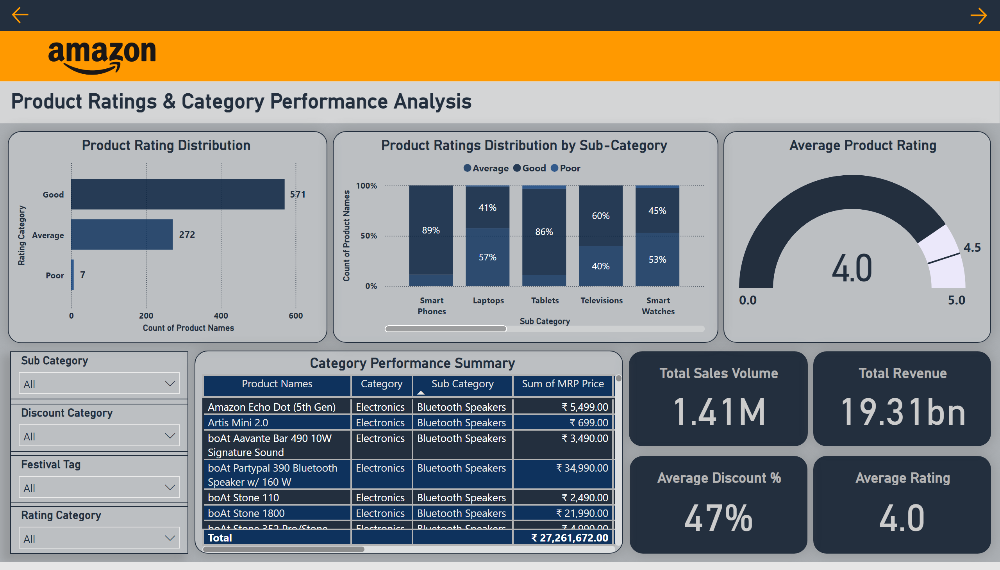 amazon
Product Ratings & Category Performance Analysis
Product Rating Distribution
Rating Category
Good
571
Average
272
Poor
7
0
200
400
600
Count of Product Names
Product Ratings Distribution by Sub-Category
Average Good Poor
Count of Product Names
100%
50%
0%
89%
41%
57%
86%
60%
40%
45%
53%
Smart Phones
Laptops
Tablets
Televisions
Smart Watches
Sub Category
Average Product Rating
4.0
4.5
0.0
5.0
Sub Category
All
Discount Category
All
Festival Tag
All
Rating Category
All
Category Performance Summary
Product Names Category Sub Category Sum of MRP Price
Amazon Echo Dot (5th Gen) Electronics Bluetooth Speakers ₹ 5,499.00
Artis Mini 2.0 Electronics Bluetooth Speakers ₹ 699.00
boAt Aavante Bar 490 10W Electronics Bluetooth Speakers ₹ 3,490.00
Signature Sound
boAt Partypal 390 Bluetooth Electronics Bluetooth Speakers ₹ 34,990.00
Speaker w/ 160 W
boAt Stone 110 Electronics Bluetooth Speakers ₹ 2,490.00
boAt Stone 1800 Electronics Bluetooth Speakers ₹ 21,990.00
boAt Stone 352 Pro/Stone Electronics Bluetooth Speakers ₹ 4,990.00
Total ₹ 27,261,672.00
Total Sales Volume
1.41M
Total Revenue
19.31bn
Average Discount %
47%
Average Rating
4.0